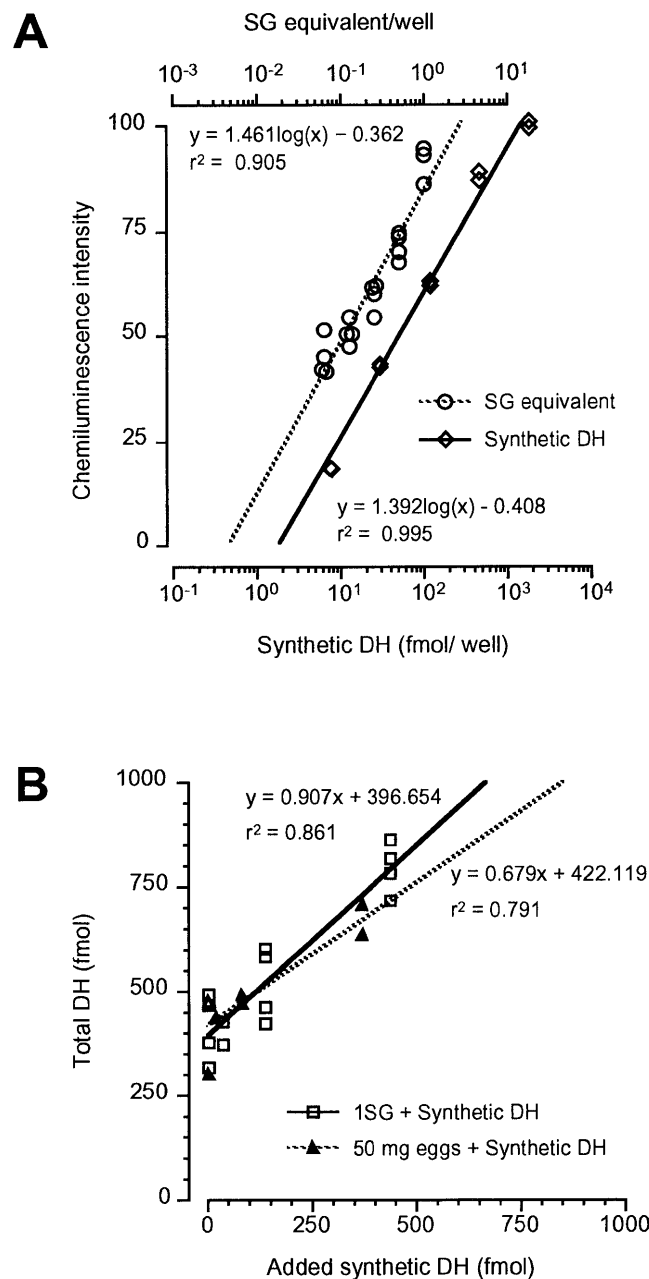 A
SG equivalent/well
10-3 10-2 10-1 100 101
y = 1.461log(x) − 0.362
r2 = 0.905
Chemiluminescence intensity
100
75
50
25
0
SG equivalent
Synthetic DH
y = 1.392log(x) - 0.408
r2 = 0.995
10-1 100 101 102 103 104
Synthetic DH (fmol/ well)
B
Total DH (fmol)
1000
750
500
250
0
y = 0.907x + 396.654
r2 = 0.861
y = 0.679x + 422.119
r2 = 0.791
1SG + Synthetic DH
50 mg eggs + Synthetic DH
0 250 500 750 1000
Added synthetic DH (fmol)